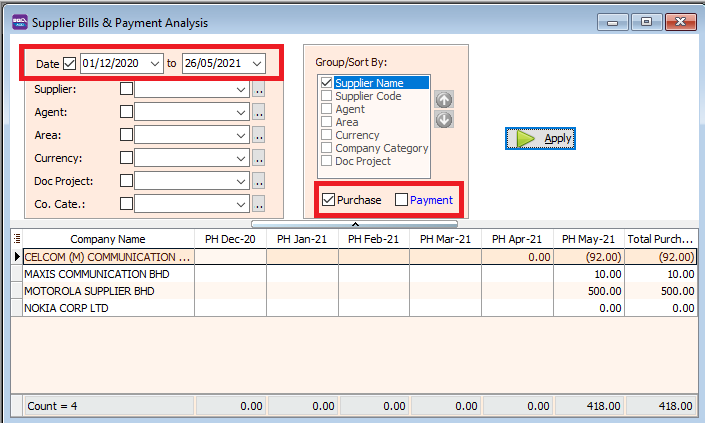 Supplier Bills & Payment Analysis
Date 01/12/2020 to 26/05/2021
Supplier:
Agent:
Area:
Currency:
Doc Project:
Co. Cate.:
Group/Sort By:
Supplier Name
Supplier Code
Agent
Area
Currency
Company Category
Doc Project
Purchase Payment
Apply
Company Name PH Dec-20 PH Jan-21 PH Feb-21 PH Mar-21 PH Apr-21 PH May-21 Total Purch...
CELCOM (M) COMMUNICATION ... 0.00 (92.00) (92.00)
MAXIS COMMUNICATION BHD 10.00 10.00
MOTOROLA SUPPLIER BHD 500.00 500.00
NOKIA CORP LTD 0.00 0.00
Count = 4 0.00 0.00 0.00 0.00 0.00 418.00 418.00